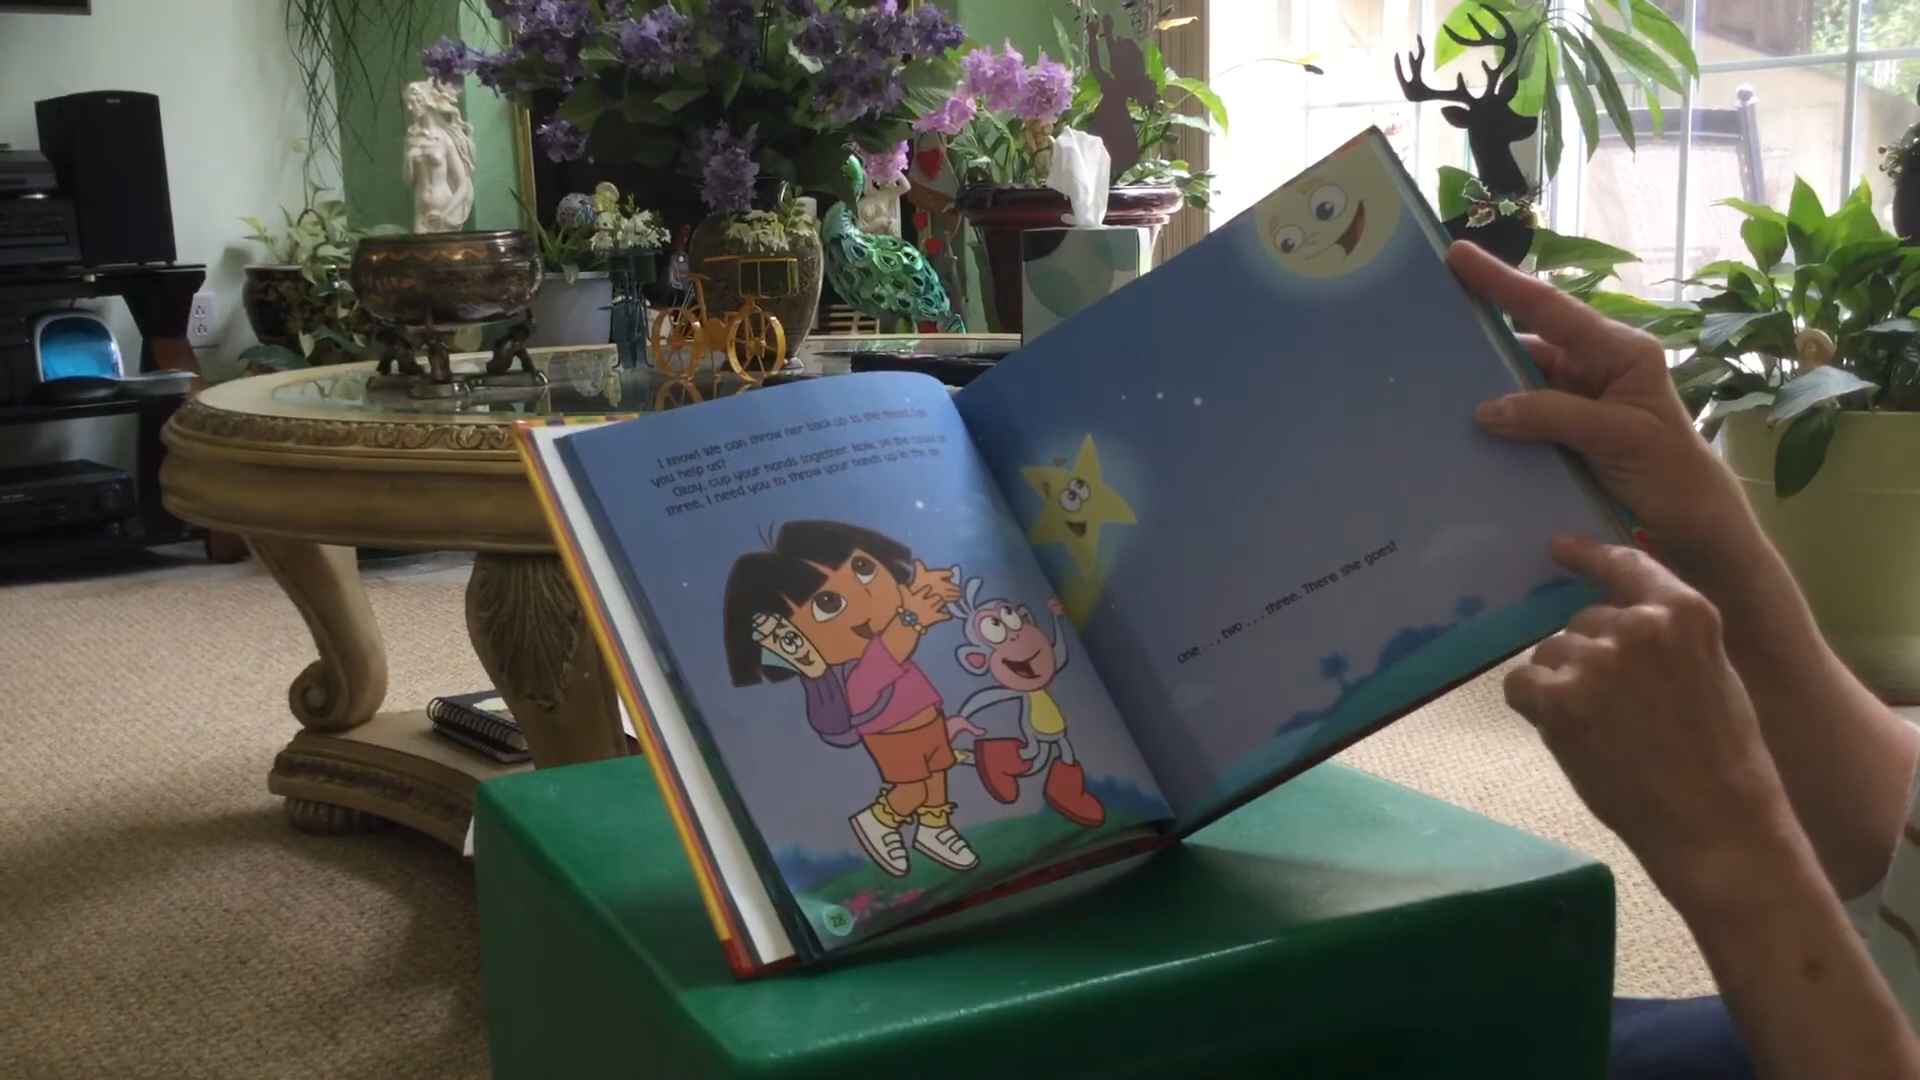 I know! We can throw her back up to the moon! Can
you help us?
Okay, cup your hands together. Now, on the count of
three, I need you to throw your hands up in the air.
One . . . two . . . three. There she goes!
28